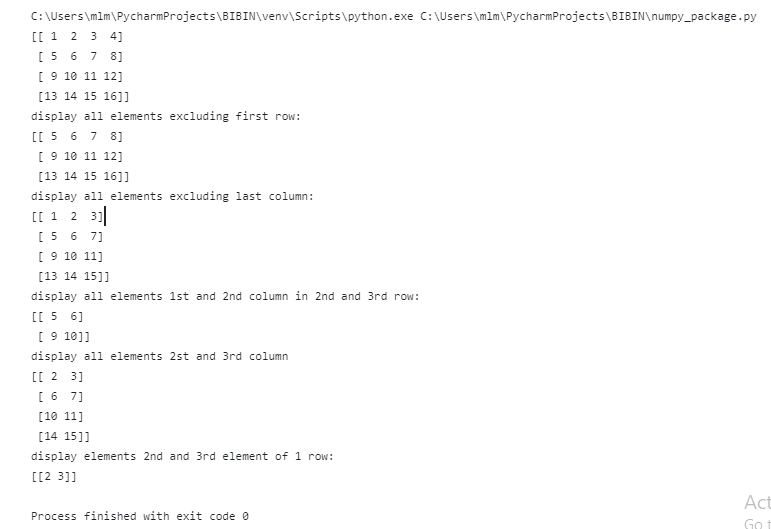 C:\Users\mlm\PycharmProjects\BIBIN\venv\Scripts\python.exe C:\Users\mlm\PycharmProjects\BIBIN\numpy_package.py
[[ 1  2  3  4]
 [ 5  6  7  8]
 [ 9 10 11 12]
 [13 14 15 16]]
display all elements excluding first row:
[[ 5  6  7  8]
 [ 9 10 11 12]
 [13 14 15 16]]
display all elements excluding last column:
[[ 1  2  3]
 [ 5  6  7]
 [ 9 10 11]
 [13 14 15]]
display all elements 1st and 2nd column in 2nd and 3rd row:
[[ 5  6]
 [ 9 10]]
display all elements 2st and 3rd column
[[ 2  3]
 [ 6  7]
 [10 11]
 [14 15]]
display elements 2nd and 3rd element of 1 row:
[[2 3]]
Process finished with exit code 0
Act
Go t